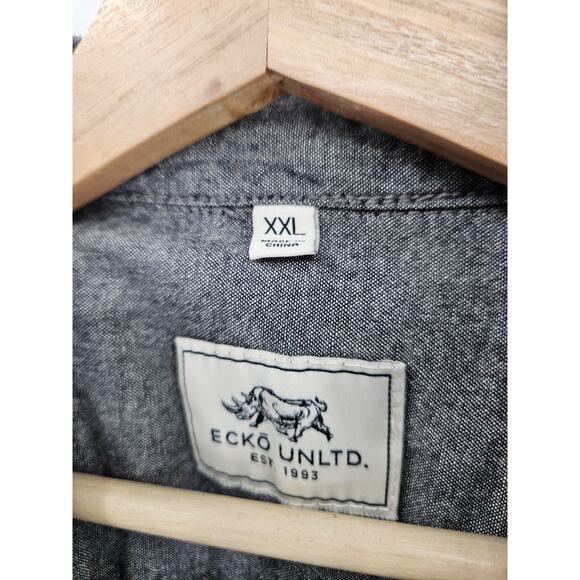 XXL
MADE IN
CHINA
ECKŌ UNLTD.
EST. 1993